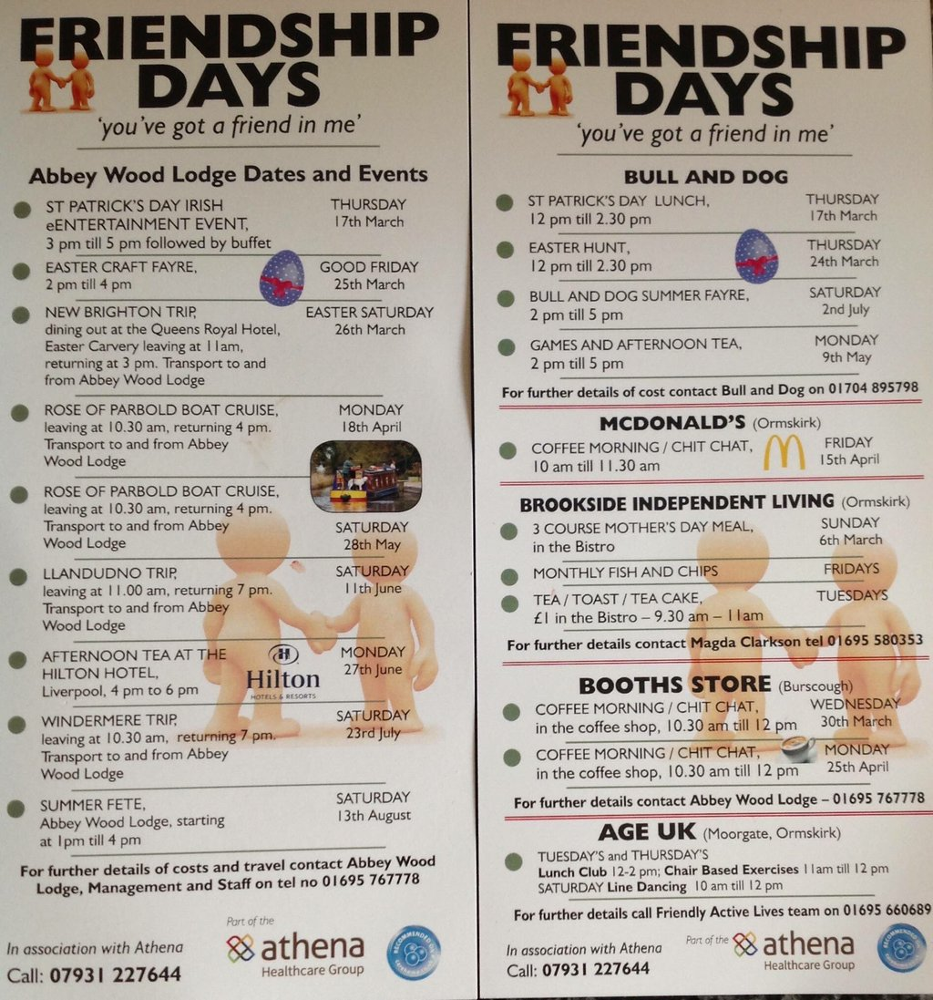 FRIENDSHIP
DAYS
'you've got a friend in me'
Abbey Wood Lodge Dates and Events
ST PATRICK'S DAY IRISH
eENTERTAINMENT EVENT,
3 pm till 5 pm followed by buffet
THURSDAY
17th March
EASTER CRAFT FAYRE,
2 pm till 4 pm
GOOD FRIDAY
25th March
NEW BRIGHTON TRIP,
dining out at the Queens Royal Hotel,
Easter Carvery leaving at 11am,
returning at 3 pm. Transport to and
from Abbey Wood Lodge
EASTER SATURDAY
26th March
ROSE OF PARBOLD BOAT CRUISE,
leaving at 10.30 am, returning 4 pm.
Transport to and from Abbey
Wood Lodge
MONDAY
18th April
ROSE OF PARBOLD BOAT CRUISE,
leaving at 10.30 am, returning 4 pm.
Transport to and from Abbey
Wood Lodge
SATURDAY
28th May
LLANDUDNO TRIP,
leaving at 11.00 am, returning 7 pm.
Transport to and from Abbey
Wood Lodge
SATURDAY
11th June
AFTERNOON TEA AT THE
HILTON HOTEL,
Liverpool, 4 pm to 6 pm
H
Hilton
HOTELS & RESORTS
MONDAY
27th June
WINDERMERE TRIP,
leaving at 10.30 am, returning 7 pm.
Transport to and from Abbey
Wood Lodge
SATURDAY
23rd July
SUMMER FETE,
Abbey Wood Lodge, starting
at 1pm till 4 pm
SATURDAY
13th August
For further details of costs and travel contact Abbey Wood
Lodge, Management and Staff on tel no 01695 767778
In association with Athena
Call: 07931 227644
Part of the
athena
Healthcare Group
RECOMMENDED ON
FRIENDSHIP
DAYS
'you've got a friend in me'
BULL AND DOG
ST PATRICK'S DAY LUNCH,
12 pm till 2.30 pm
THURSDAY
17th March
EASTER HUNT,
12 pm till 2.30 pm
THURSDAY
24th March
BULL AND DOG SUMMER FAYRE,
2 pm till 5 pm
SATURDAY
2nd July
GAMES AND AFTERNOON TEA,
2 pm till 5 pm
MONDAY
9th May
For further details of cost contact Bull and Dog on 01704 895798
MCDONALD'S (Ormskirk)
COFFEE MORNING / CHIT CHAT,
10 am till 11.30 am
FRIDAY
15th April
BROOKSIDE INDEPENDENT LIVING (Ormskirk)
3 COURSE MOTHER'S DAY MEAL,
in the Bistro
SUNDAY
6th March
MONTHLY FISH AND CHIPS
FRIDAYS
TEA / TOAST / TEA CAKE,
£1 in the Bistro – 9.30 am – 11am
TUESDAYS
For further details contact Magda Clarkson tel 01695 580353
BOOTHS STORE (Burscough)
COFFEE MORNING / CHIT CHAT,
in the coffee shop, 10.30 am till 12 pm
WEDNESDAY
30th March
COFFEE MORNING / CHIT CHAT,
in the coffee shop, 10.30 am till 12 pm
MONDAY
25th April
For further details contact Abbey Wood Lodge – 01695 767778
AGE UK (Moorgate, Ormskirk)
TUESDAY'S and THURSDAY'S
Lunch Club 12-2 pm; Chair Based Exercises 11am till 12 pm
SATURDAY Line Dancing 10 am till 12 pm
For further details call Friendly Active Lives team on 01695 660689
In association with Athena
Call: 07931 227644
Part of the
athena
Healthcare Group
RECOMMENDED ON